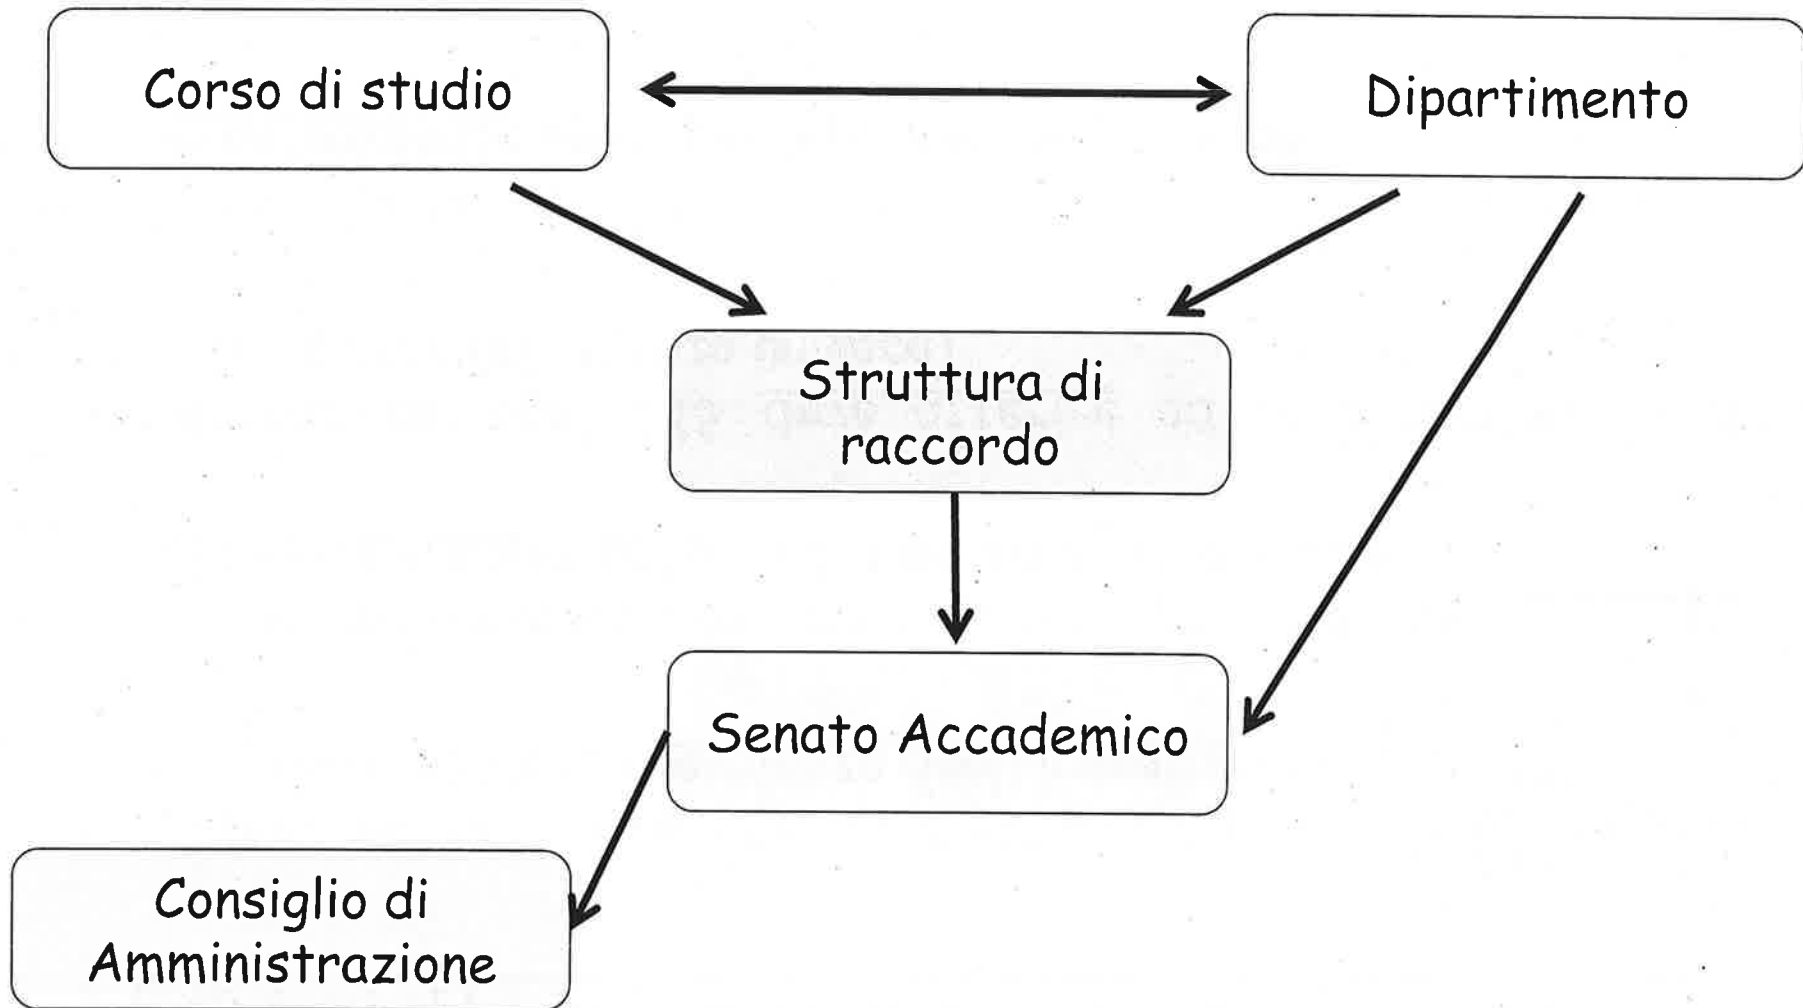 Corso di studio
Dipartimento
Struttura di
raccordo
Senato Accademico
Consiglio di
Amministrazione